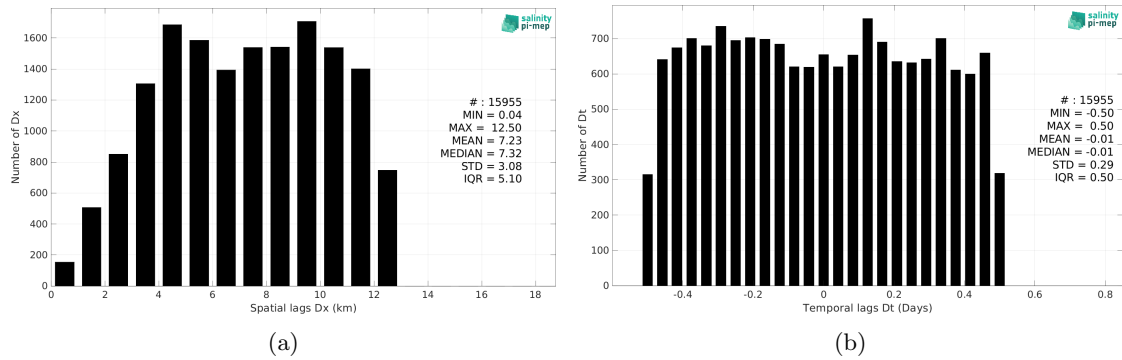 1600
1400
1200
1000
800
600
400
200
0
Number of Dx
0 2 4 6 8 10 12 14 16 18
Spatial lags Dx (km)
salinity
pi-mep
# : 15955
MIN = 0.04
MAX = 12.50
MEAN = 7.23
MEDIAN = 7.32
STD = 3.08
IQR = 5.10
(a)
700
600
500
400
300
200
100
0
Number of Dt
-0.4 -0.2 0 0.2 0.4 0.6 0.8
Temporal lags Dt (Days)
salinity
pi-mep
# : 15955
MIN = -0.50
MAX = 0.50
MEAN = -0.01
MEDIAN = -0.01
STD = 0.29
IQR = 0.50
(b)